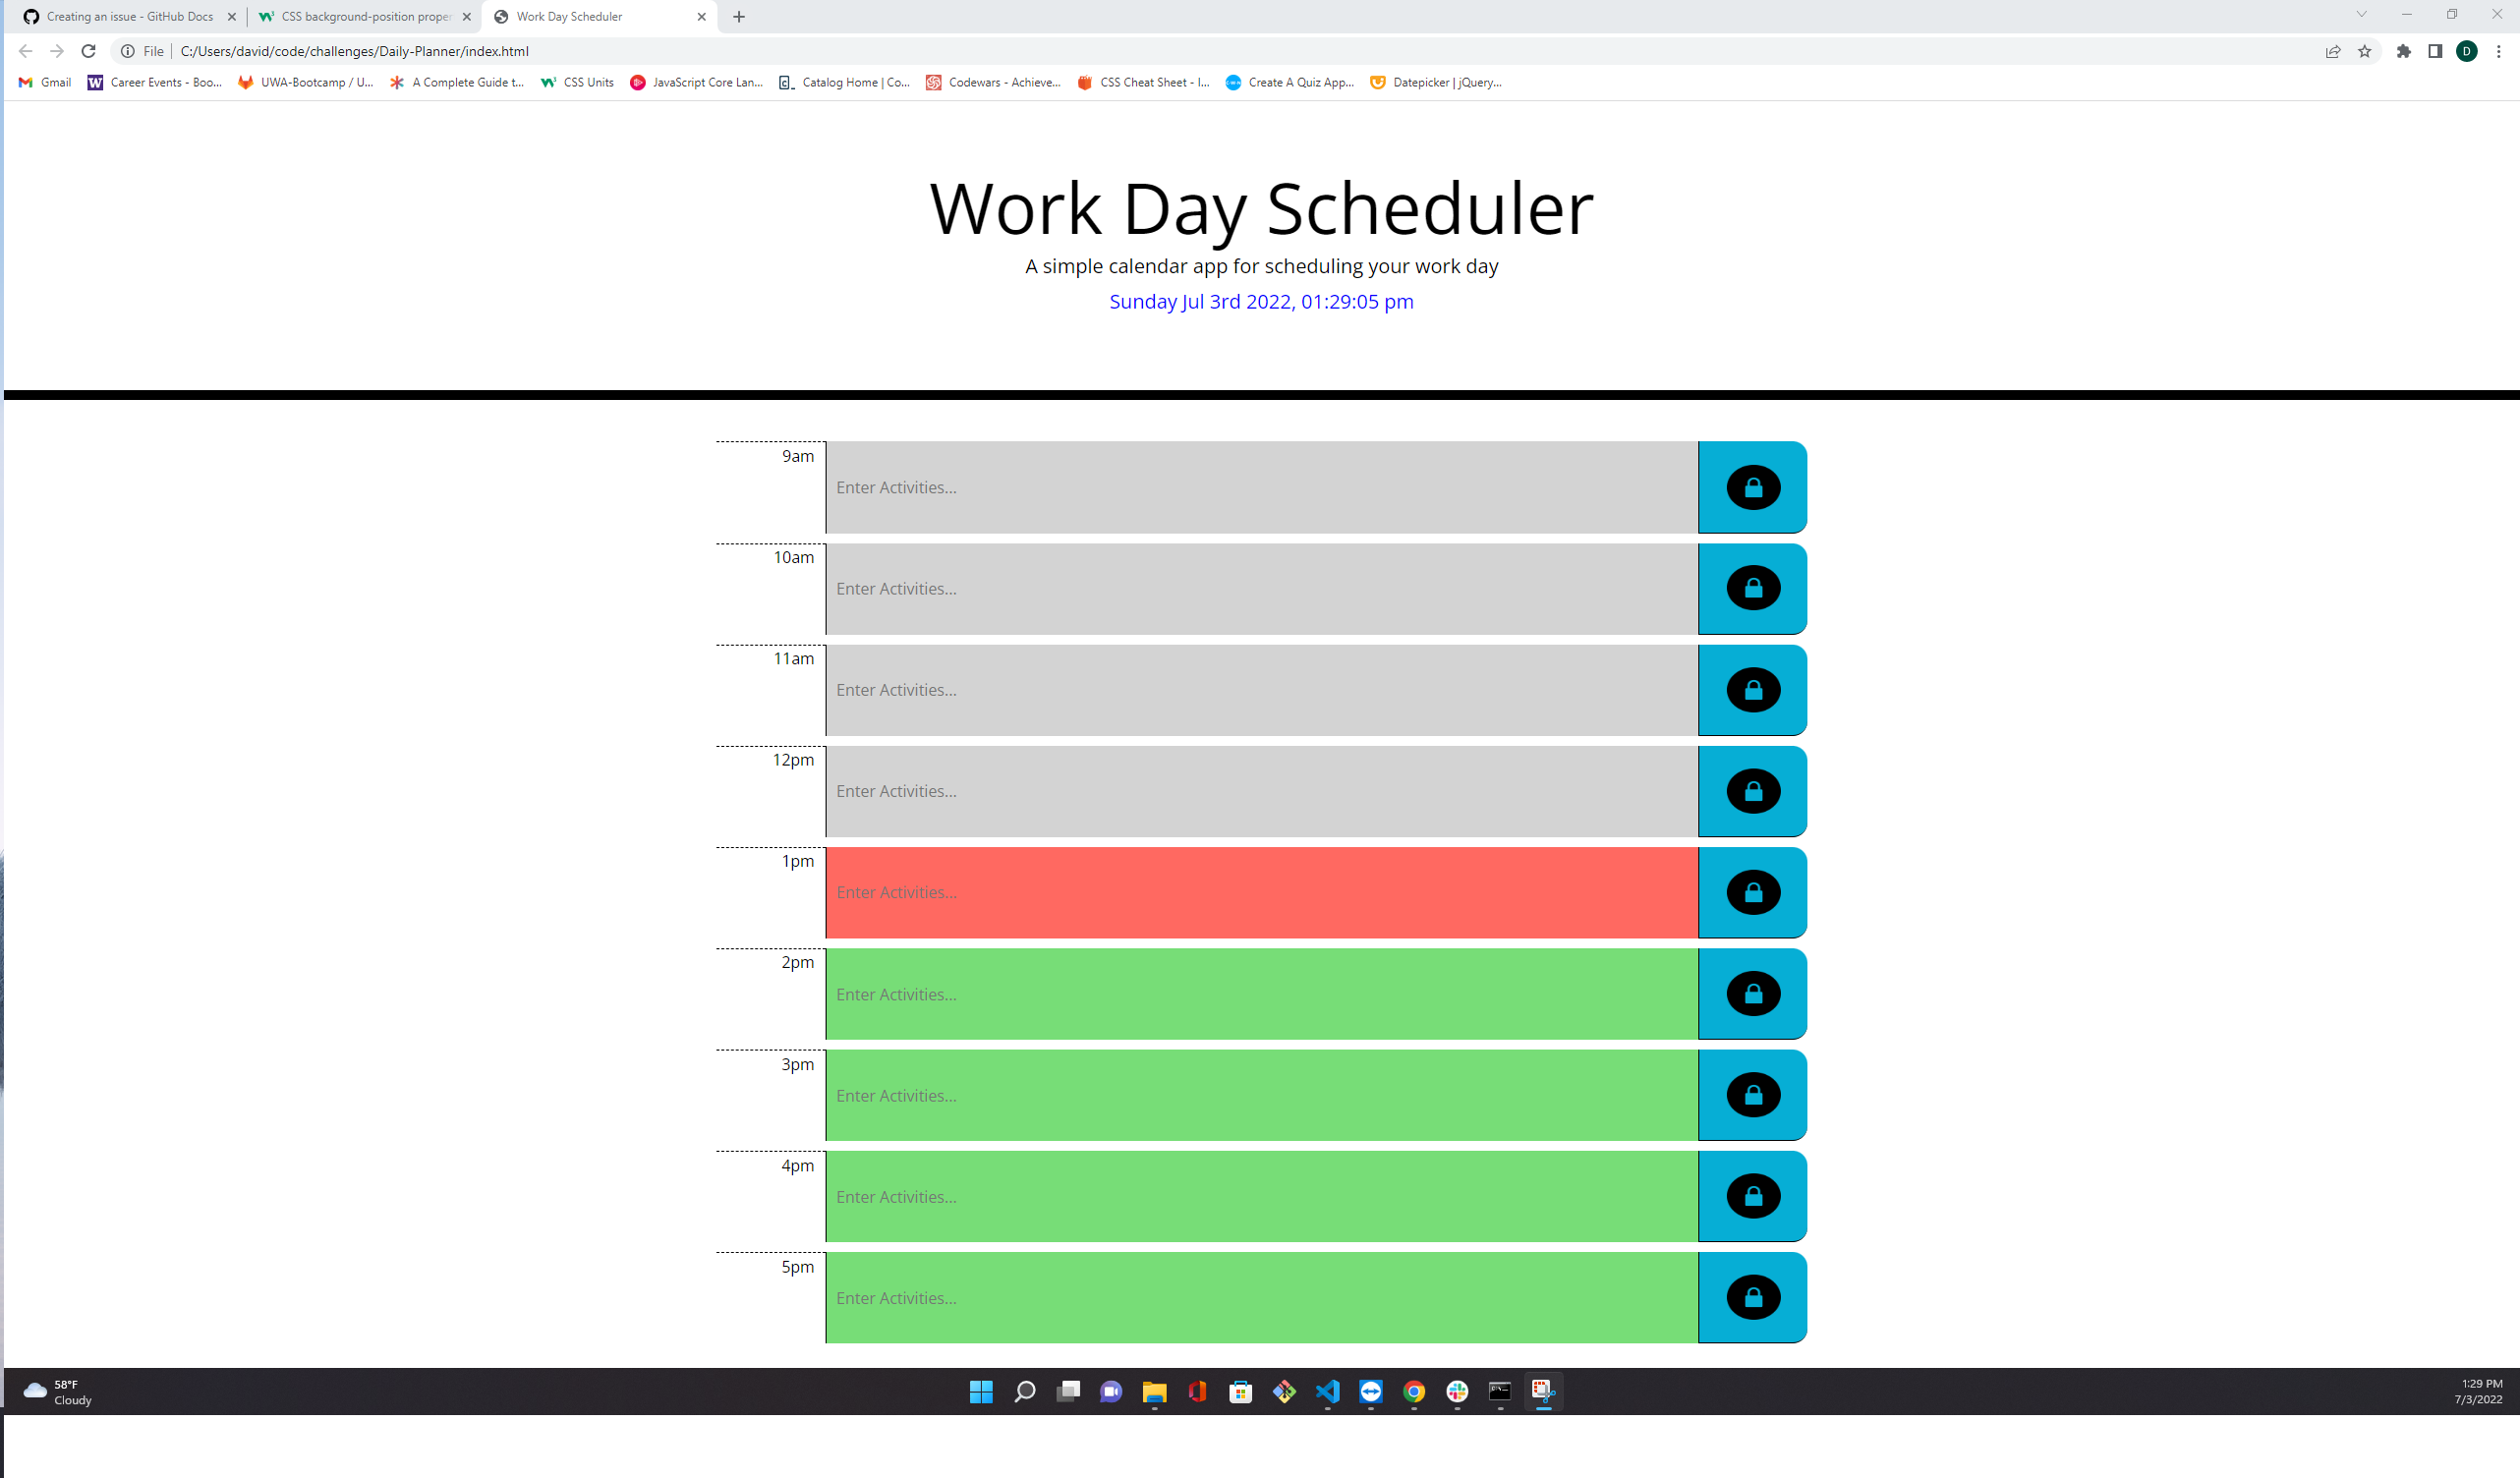 Creating an issue - GitHub Docs
CSS background-position proper
Work Day Scheduler
File
C:/Users/david/code/challenges/Daily-Planner/index.html
D
Gmail
Career Events - Boo...
UWA-Bootcamp / U...
A Complete Guide t...
CSS Units
JavaScript Core Lan...
Catalog Home | Co...
Codewars - Achieve...
CSS Cheat Sheet - I...
Create A Quiz App...
Datepicker | jQuery...
Work Day Scheduler
A simple calendar app for scheduling your work day
Sunday Jul 3rd 2022, 01:29:05 pm
9am
Enter Activities...
10am
Enter Activities...
11am
Enter Activities...
12pm
Enter Activities...
1pm
Enter Activities...
2pm
Enter Activities...
3pm
Enter Activities...
4pm
Enter Activities...
5pm
Enter Activities...
58°F
Cloudy
1:29 PM
7/3/2022